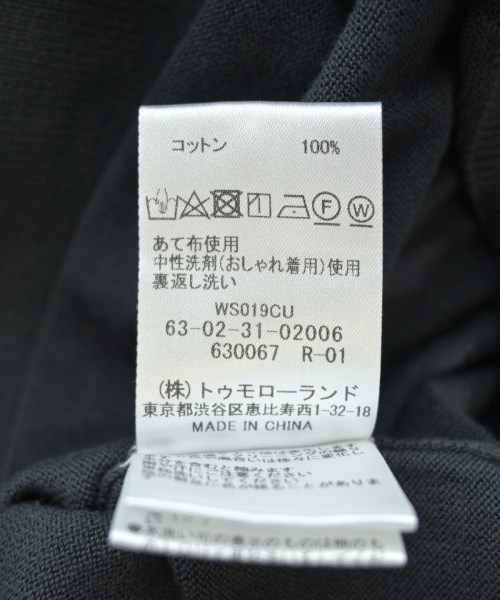 コットン 100%
F W
あて布使用
中性洗剤(おしゃれ着用)使用
裏返し洗い
WS019CU
63-02-31-02006
630067 R-01
(株)トゥモローランド
東京都渋谷区恵比寿西1-32-18
MADE IN CHINA